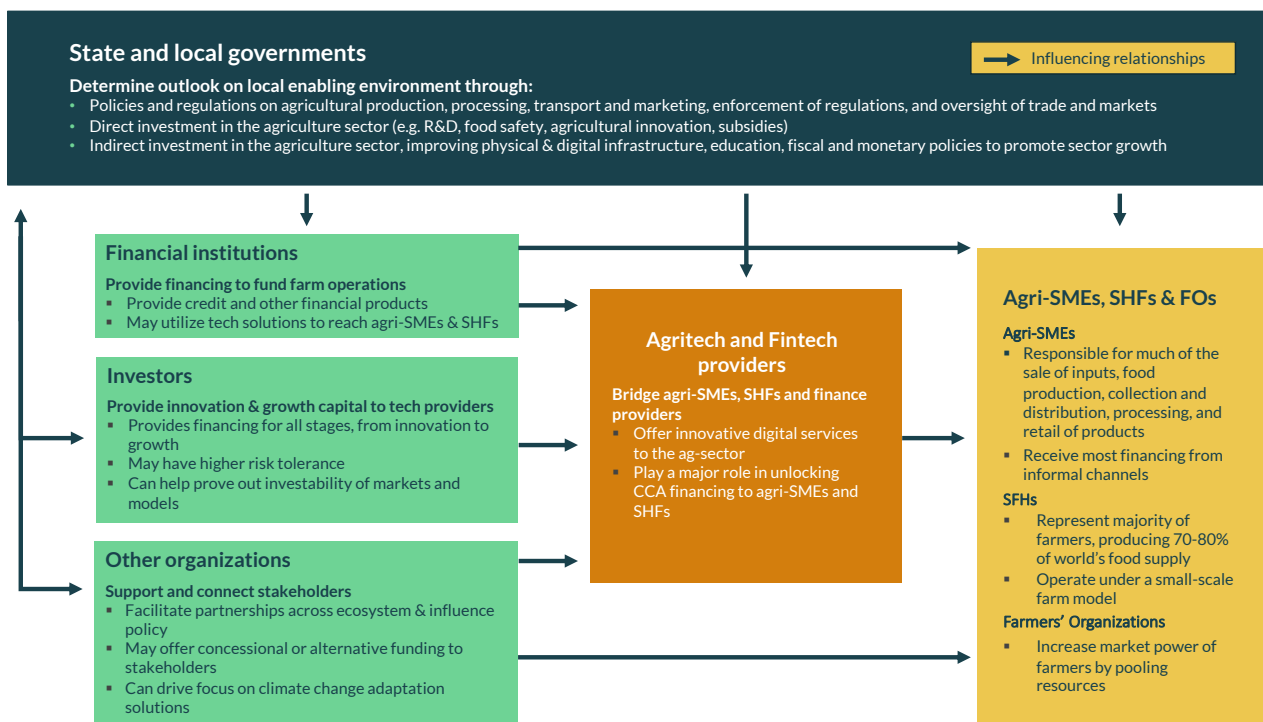 State and local governments
Influencing relationships
Determine outlook on local enabling environment through:
• Policies and regulations on agricultural production, processing, transport and marketing, enforcement of regulations, and oversight of trade and markets
• Direct investment in the agriculture sector (e.g. R&D, food safety, agricultural innovation, subsidies)
• Indirect investment in the agriculture sector, improving physical & digital infrastructure, education, fiscal and monetary policies to promote sector growth
Financial institutions
Provide financing to fund farm operations
▪ Provide credit and other financial products
▪ May utilize tech solutions to reach agri-SMEs & SHFs
Investors
Provide innovation & growth capital to tech providers
▪ Provides financing for all stages, from innovation to
growth
▪ May have higher risk tolerance
▪ Can help prove out investability of markets and
models
Other organizations
Support and connect stakeholders
▪ Facilitate partnerships across ecosystem & influence
policy
▪ May offer concessional or alternative funding to
stakeholders
▪ Can drive focus on climate change adaptation
solutions
Agritech and Fintech
providers
Bridge agri-SMEs, SHFs and finance
providers
▪ Offer innovative digital services
to the ag-sector
▪ Play a major role in unlocking
CCA financing to agri-SMEs and
SHFs
Agri-SMEs, SHFs & FOs
Agri-SMEs
▪ Responsible for much of the
sale of inputs, food
production, collection and
distribution, processing, and
retail of products
▪ Receive most financing from
informal channels
SFHs
▪ Represent majority of
farmers, producing 70-80%
of world's food supply
▪ Operate under a small-scale
farm model
Farmers' Organizations
▪ Increase market power of
farmers by pooling
resources